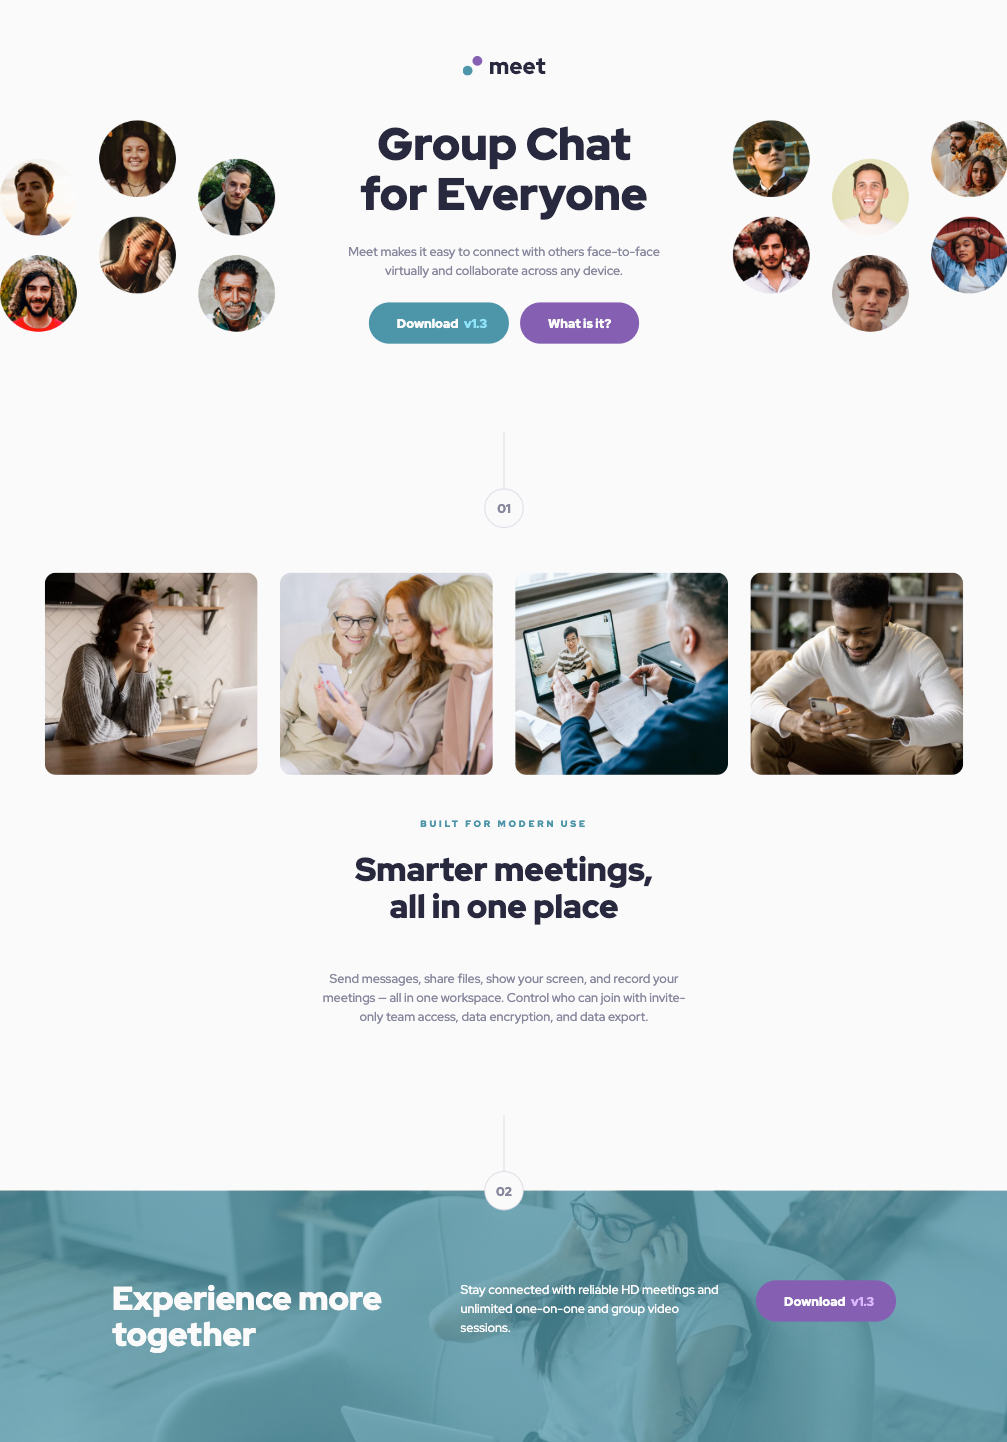 meet
Group Chat
for Everyone
Meet makes it easy to connect with others face-to-face
virtually and collaborate across any device.
Download v1.3
What is it?
01
BUILT FOR MODERN USE
Smarter meetings,
all in one place
Send messages, share files, show your screen, and record your
meetings — all in one workspace. Control who can join with invite-
only team access, data encryption, and data export.
02
Experience more
together
Stay connected with reliable HD meetings and
unlimited one-on-one and group video
sessions.
Download v1.3